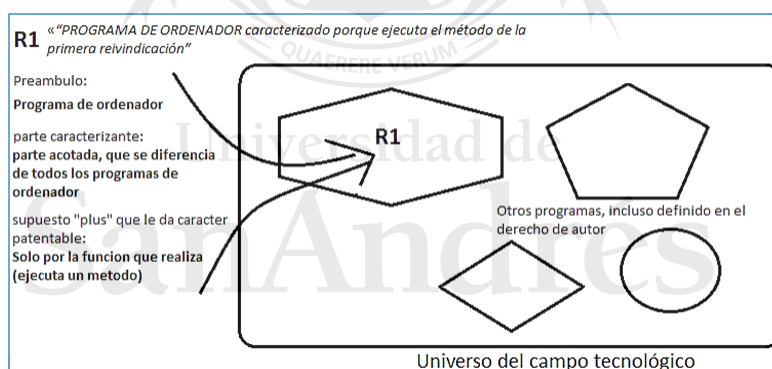 R1 «“PROGRAMA DE ORDENADOR caracterizado porque ejecuta el método de la
primera reivindicación”
QUAERERE VERUM
Preambulo:
Programa de ordenador
parte caracterizante:
parte acotada, que se diferencia
de todos los programas de
ordenador
supuesto "plus" que le da caracter
patentable:
Solo por la funcion que realiza
(ejecuta un metodo)
R1
Universidad de
SanAndrés
Otros programas, incluso definido en el
derecho de autor
Universo del campo tecnológico